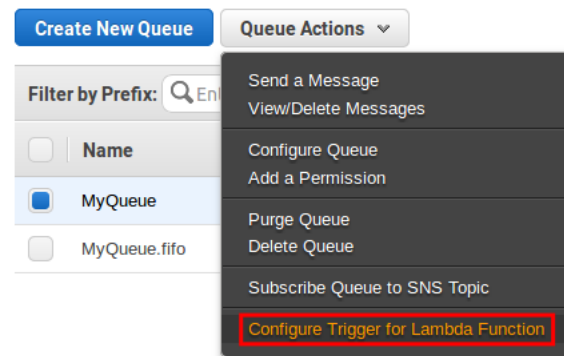 Create New Queue
Queue Actions
Filter by Prefix:
Name
MyQueue
MyQueue.fifo
Send a Message
View/Delete Messages
Configure Queue
Add a Permission
Purge Queue
Delete Queue
Subscribe Queue to SNS Topic
Configure Trigger for Lambda Function